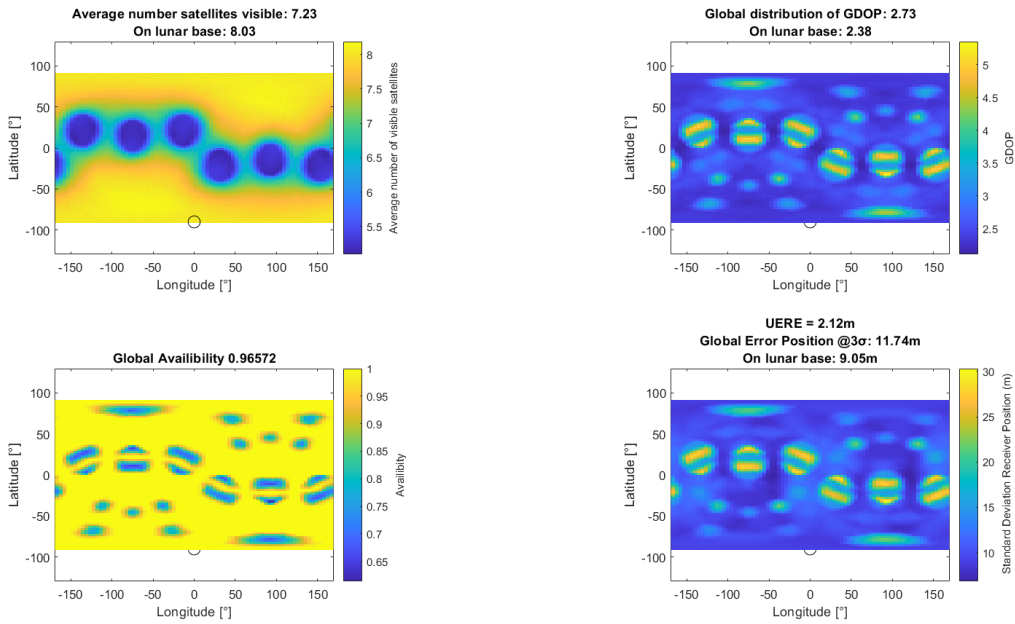 Average number satellites visible: 7.23
On lunar base: 8.03
100
50
0
-50
-100
Latitude [°]
-150 -100 -50 0 50 100 150
Longitude [°]
8
7.5
7
6.5
6
5.5
Average number of visible satellites
Global distribution of GDOP: 2.73
On lunar base: 2.38
100
50
0
-50
-100
Latitude [°]
-150 -100 -50 0 50 100 150
Longitude [°]
5
4.5
4
3.5
3
2.5
GDOP
Global Availibility 0.96572
100
50
0
-50
-100
Latitude [°]
-150 -100 -50 0 50 100 150
Longitude [°]
1
0.95
0.9
0.85
0.8
0.75
0.7
0.65
Availibity
UERE = 2.12m
Global Error Position @3σ: 11.74m
On lunar base: 9.05m
100
50
0
-50
-100
Latitude [°]
-150 -100 -50 0 50 100 150
Longitude [°]
30
25
20
15
10
Standard Deviation Receiver Position (m)